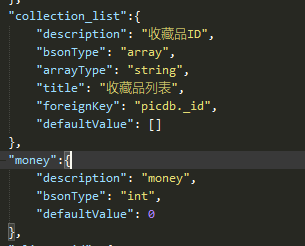 },
"collection_list":{
"description": "收藏品ID",
"bsonType": "array",
"arrayType": "string",
"title": "收藏品列表",
"foreignKey": "picdb._id",
"defaultValue": []
},
"money":{
"description": "money",
"bsonType": "int",
"defaultValue": 0
},